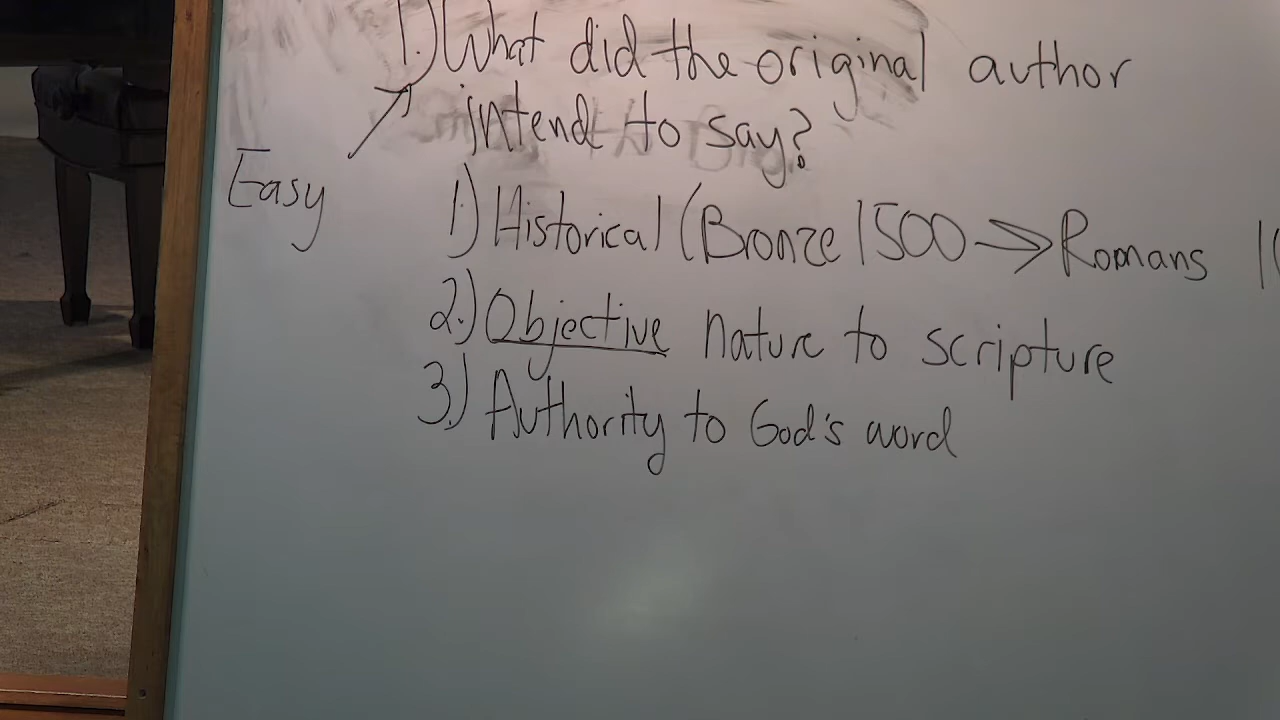 1.) What did the original author
intend to say?
Easy
1.) Historical (Bronze 1500 → Romans
2.) Objective nature to scripture
3.) Authority to God's word